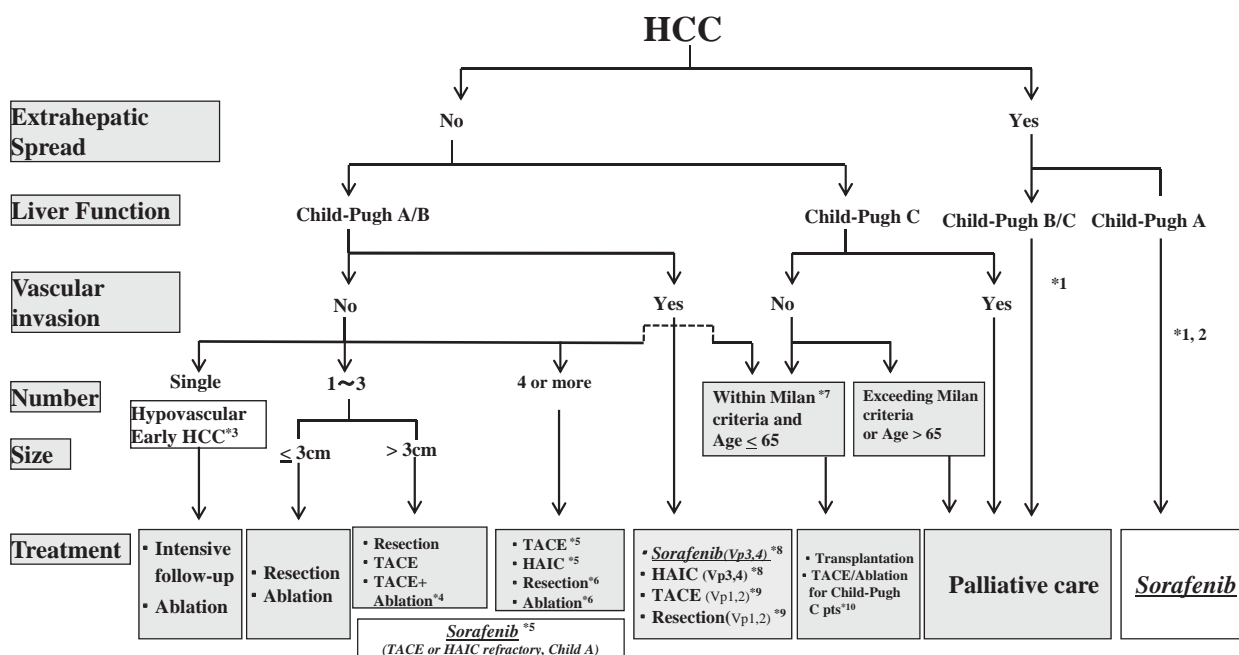 HCC
Extrahepatic
Spread
No
Yes
Liver Function
Child-Pugh A/B
Child-Pugh C
Child-Pugh B/C
Child-Pugh A
Vascular
invasion
No
Yes
No
Yes
*1
*1, 2
Number
Single
1~3
4 or more
Hypovascular
Early HCC*3
Within Milan *7
criteria and
Age ≤ 65
Exceeding Milan
criteria
or Age > 65
Size
≤ 3cm
> 3cm
Treatment
▪ Intensive
follow-up
▪ Ablation
▪ Resection
▪ Ablation
▪ Resection
▪ TACE
▪ TACE+
Ablation*4
▪ TACE *5
▪ HAIC *5
▪ Resection*6
▪ Ablation*6
Sorafenib *5
(TACE or HAIC refractory, Child A)
▪ Sorafenib(Vp3,4) *8
▪ HAIC (Vp3,4) *8
▪ TACE (Vp1,2)*9
▪ Resection(Vp1,2) *9
▪ Transplantation
▪ TACE/Ablation
for Child-Pugh
C pts*10
Palliative care
Sorafenib